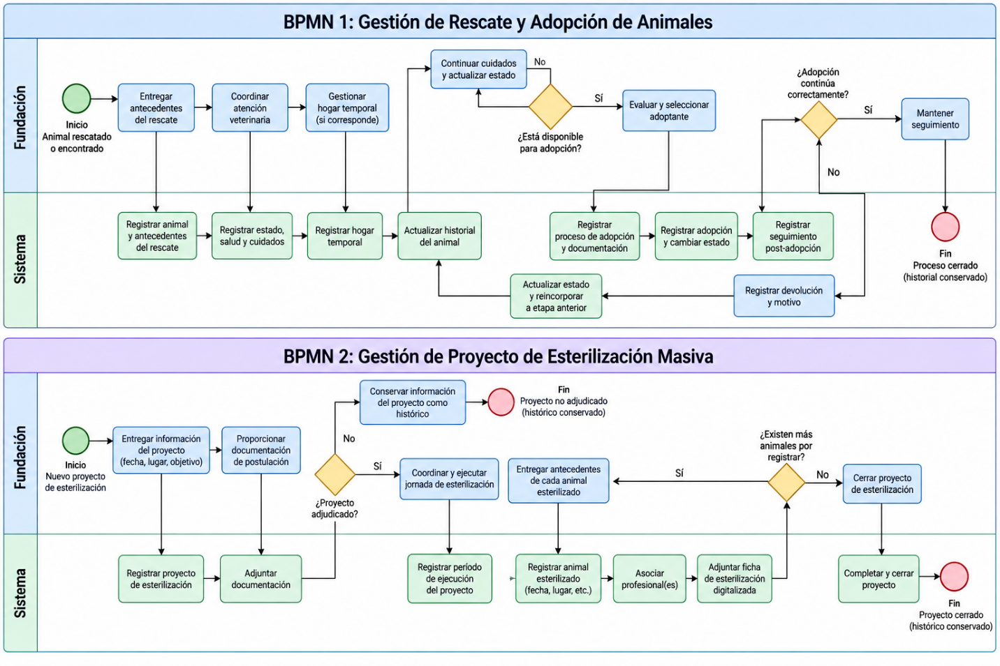 BPMN 1: Gestión de Rescate y Adopción de Animales
Fundación
Inicio
Animal rescatado
o encontrado
Entregar
antecedentes
del rescate
Coordinar
atención
veterinaria
Gestionar
hogar temporal
(si corresponde)
Continuar cuidados
y actualizar estado
No
¿Está disponible
para adopción?
Sí
Evaluar y seleccionar
adoptante
¿Adopción
continúa
correctamente?
Sí
No
Mantener
seguimiento
Sistema
Registrar animal
y antecedentes
del rescate
Registrar estado,
salud y cuidados
Registrar hogar
temporal
Actualizar historial
del animal
Registrar
proceso de adopción
y documentación
Registrar adopción
y cambiar estado
Registrar
seguimiento
post-adopción
Fin
Proceso cerrado
(historial conservado)
Actualizar estado
y reincorporar
a etapa anterior
Registrar devolución
y motivo
BPMN 2: Gestión de Proyecto de Esterilización Masiva
Fundación
Inicio
Nuevo proyecto
de esterilización
Entregar información
del proyecto
(fecha, lugar, objetivo)
Proporcionar
documentación
de postulación
No
¿Proyecto
adjudicado?
Sí
Conservar información
del proyecto como
histórico
Fin
Proyecto no adjudicado
(histórico conservado)
Coordinar y ejecutar
jornada de esterilización
Entregar antecedentes
de cada animal
esterilizado
Sí
¿Existen más
animales por
registrar?
No
Cerrar proyecto
de esterilización
Sistema
Registrar proyecto
de esterilización
Adjuntar
documentación
Registrar período
de ejecución
del proyecto
Registrar animal
esterilizado
(fecha, lugar, etc.)
Asociar
profesional(es)
Adjuntar ficha
de esterilización
digitalizada
Completar y cerrar
proyecto
Fin
Proyecto cerrado
(histórico conservado)